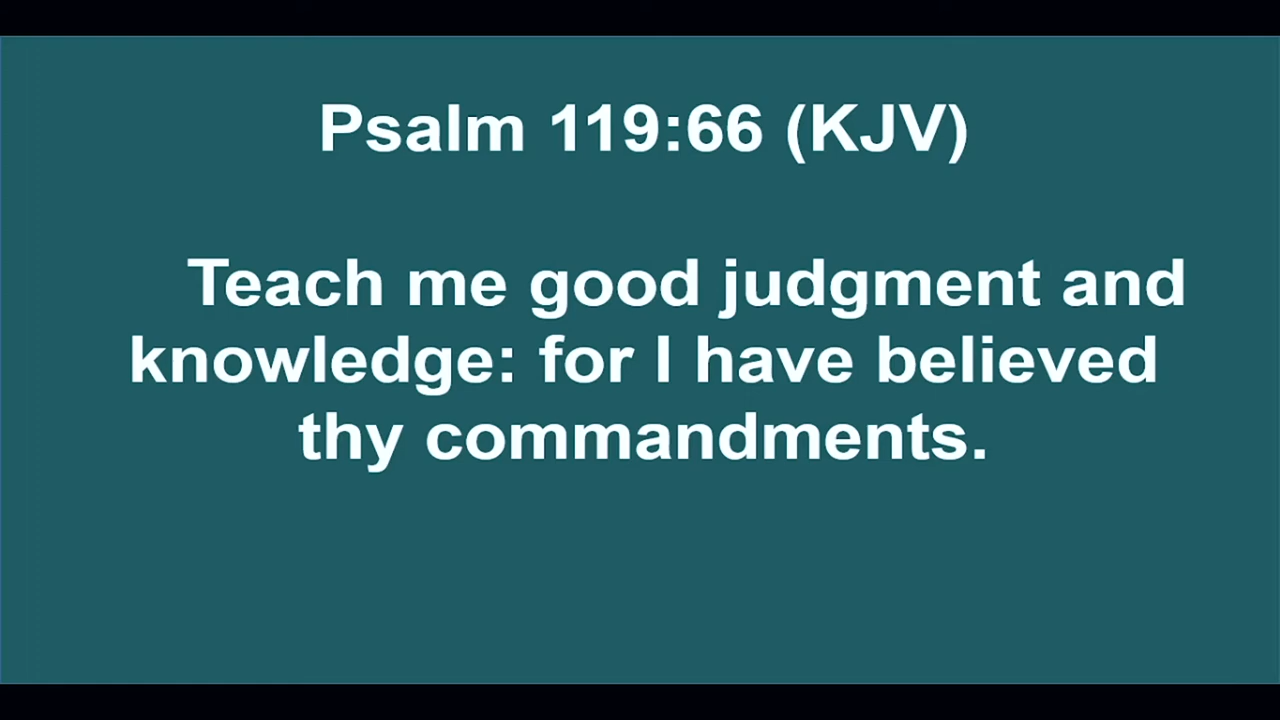 Psalm 119:66 (KJV)
Teach me good judgment and
knowledge: for I have believed
thy commandments.